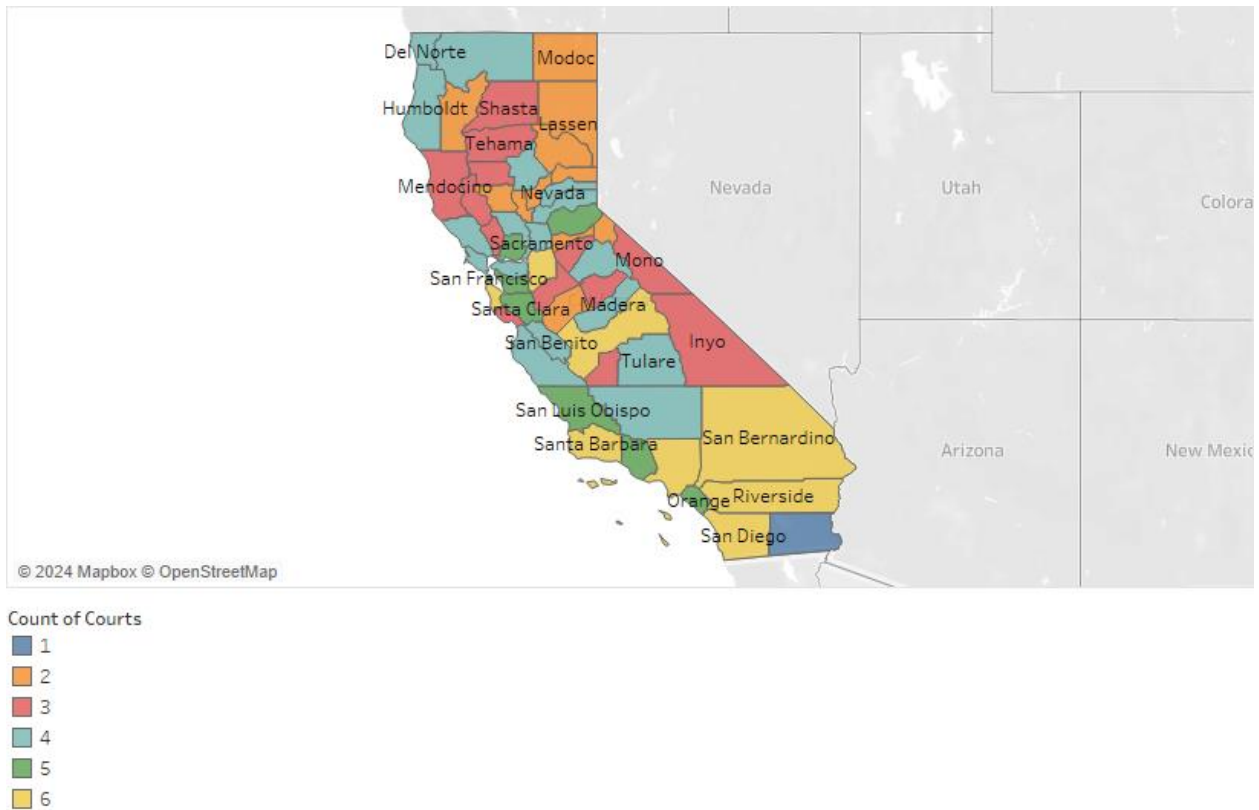 Del Norte
Modoc
Humboldt
Shasta
Lassen
Tehama
Mendocino
Nevada
Nevada
Utah
Colora
Sacramento
Mono
San Francisco
Santa Clara
Madera
San Benito
Inyo
Tulare
San Luis Obispo
Santa Barbara
San Bernardino
Arizona
New Mexic
Orange
Riverside
San Diego
© 2024 Mapbox © OpenStreetMap
Count of Courts
1
2
3
4
5
6